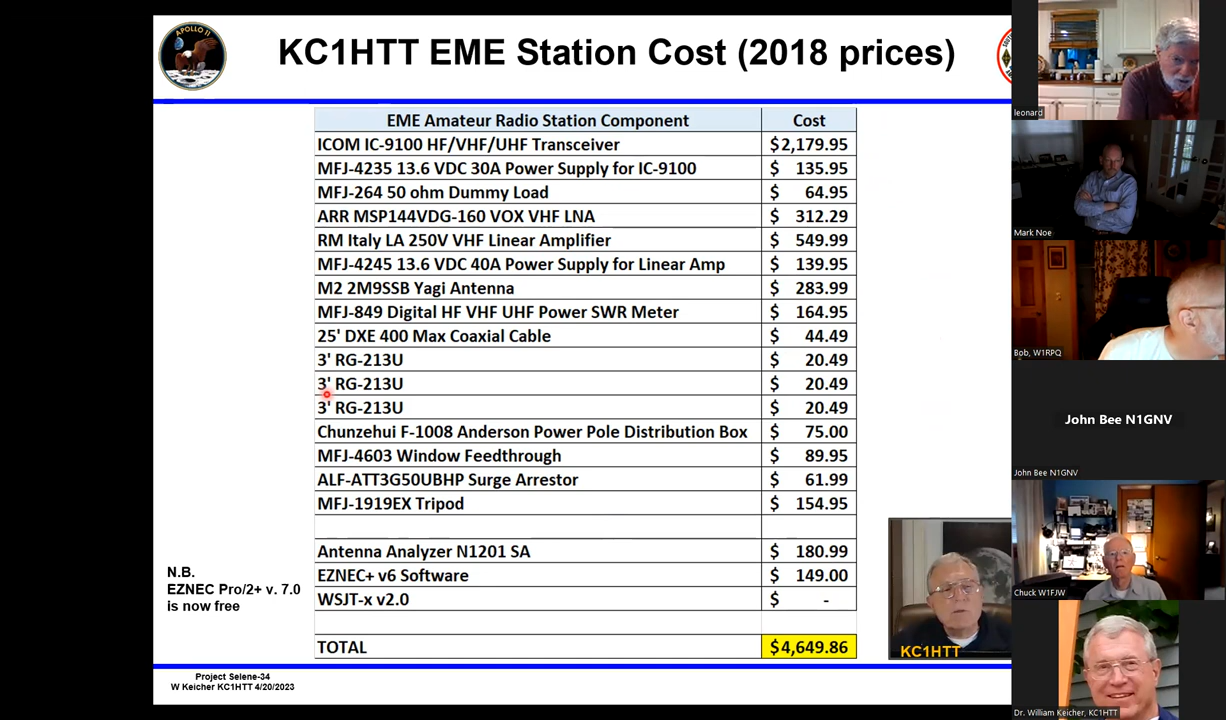 APOLLO 11
KC1HTT EME Station Cost (2018 prices)
EME Amateur Radio Station Component Cost
ICOM IC-9100 HF/VHF/UHF Transceiver $2,179.95
MFJ-4235 13.6 VDC 30A Power Supply for IC-9100 $ 135.95
MFJ-264 50 ohm Dummy Load $ 64.95
ARR MSP144VDG-160 VOX VHF LNA $ 312.29
RM Italy LA 250V VHF Linear Amplifier $ 549.99
MFJ-4245 13.6 VDC 40A Power Supply for Linear Amp $ 139.95
M2 2M9SSB Yagi Antenna $ 283.99
MFJ-849 Digital HF VHF UHF Power SWR Meter $ 164.95
25' DXE 400 Max Coaxial Cable $ 44.49
3' RG-213U $ 20.49
3' RG-213U $ 20.49
3' RG-213U $ 20.49
Chunzehui F-1008 Anderson Power Pole Distribution Box $ 75.00
MFJ-4603 Window Feedthrough $ 89.95
ALF-ATT3G50UBHP Surge Arrestor $ 61.99
MFJ-1919EX Tripod $ 154.95
Antenna Analyzer N1201 SA $ 180.99
EZNEC+ v6 Software $ 149.00
WSJT-x v2.0 $ -
TOTAL $4,649.86
N.B.
EZNEC Pro/2+ v. 7.0
is now free
KC1HTT
Project Selene-34
W Keicher KC1HTT 4/20/2023
leonard
Mark Noe
Bob, W1RPQ
John Bee N1GNV
John Bee N1GNV
Chuck W1FJW
Dr. William Keicher, KC1HTT